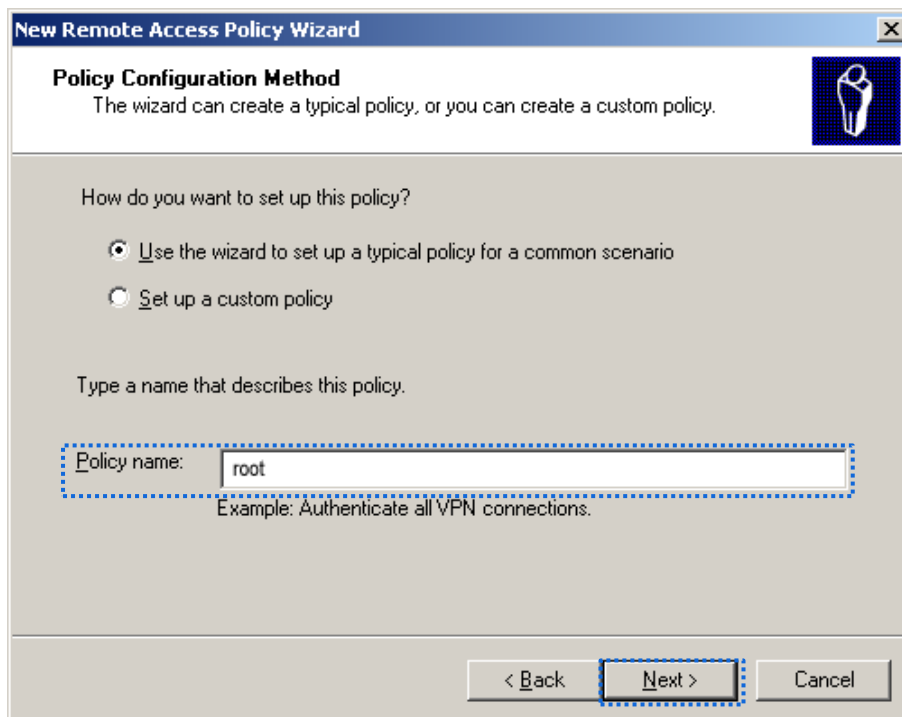 New Remote Access Policy Wizard
Policy Configuration Method
The wizard can create a typical policy, or you can create a custom policy.
How do you want to set up this policy?
Use the wizard to set up a typical policy for a common scenario
Set up a custom policy
Type a name that describes this policy.
Policy name: root
Example: Authenticate all VPN connections.
< Back Next > Cancel